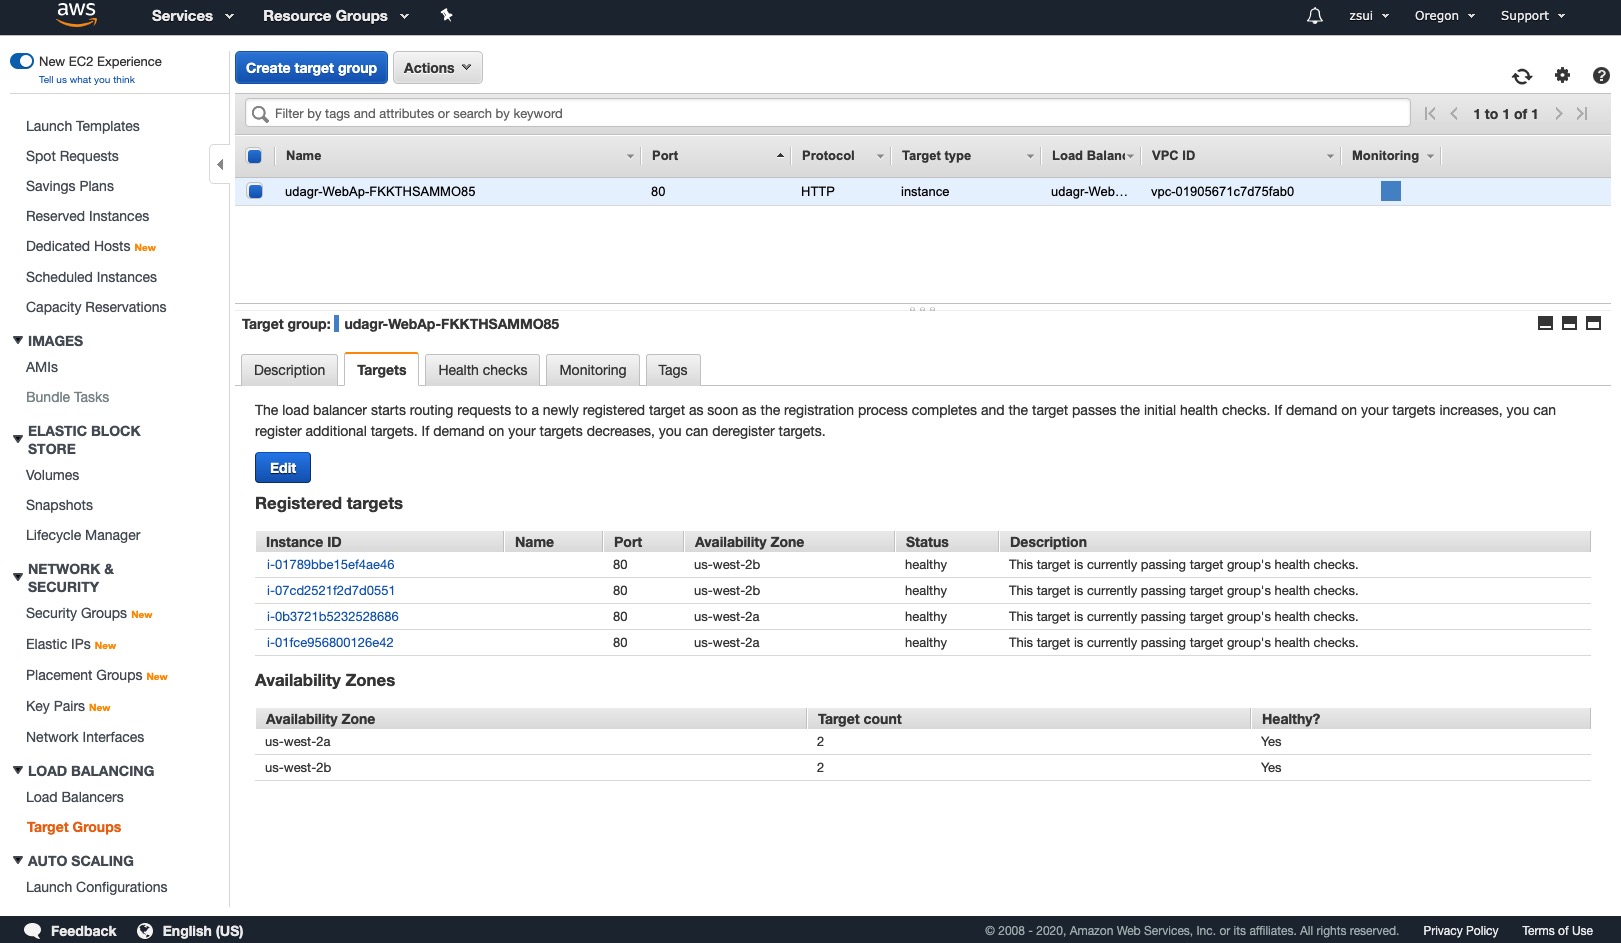 aws Services Resource Groups zsui Oregon Support
New EC2 Experience
Tell us what you think
Launch Templates
Spot Requests
Savings Plans
Reserved Instances
Dedicated Hosts New
Scheduled Instances
Capacity Reservations
IMAGES
AMIs
Bundle Tasks
ELASTIC BLOCK
STORE
Volumes
Snapshots
Lifecycle Manager
NETWORK &
SECURITY
Security Groups New
Elastic IPs New
Placement Groups New
Key Pairs New
Network Interfaces
LOAD BALANCING
Load Balancers
Target Groups
AUTO SCALING
Launch Configurations
Create target group Actions
Filter by tags and attributes or search by keyword 1 to 1 of 1
Name Port Protocol Target type Load Balanc VPC ID Monitoring
udagr-WebAp-FKKTHSAMMO85 80 HTTP instance udagr-Web... vpc-01905671c7d75fab0
Target group: udagr-WebAp-FKKTHSAMMO85
Description Targets Health checks Monitoring Tags
The load balancer starts routing requests to a newly registered target as soon as the registration process completes and the target passes the initial health checks. If demand on your targets increases, you can
register additional targets. If demand on your targets decreases, you can deregister targets.
Edit
Registered targets
Instance ID Name Port Availability Zone Status Description
i-01789bbe15ef4ae46 80 us-west-2b healthy This target is currently passing target group's health checks.
i-07cd2521f2d7d0551 80 us-west-2b healthy This target is currently passing target group's health checks.
i-0b3721b5232528686 80 us-west-2a healthy This target is currently passing target group's health checks.
i-01fce956800126e42 80 us-west-2a healthy This target is currently passing target group's health checks.
Availability Zones
Availability Zone Target count Healthy?
us-west-2a 2 Yes
us-west-2b 2 Yes
Feedback English (US) © 2008 - 2020, Amazon Web Services, Inc. or its affiliates. All rights reserved. Privacy Policy Terms of Use